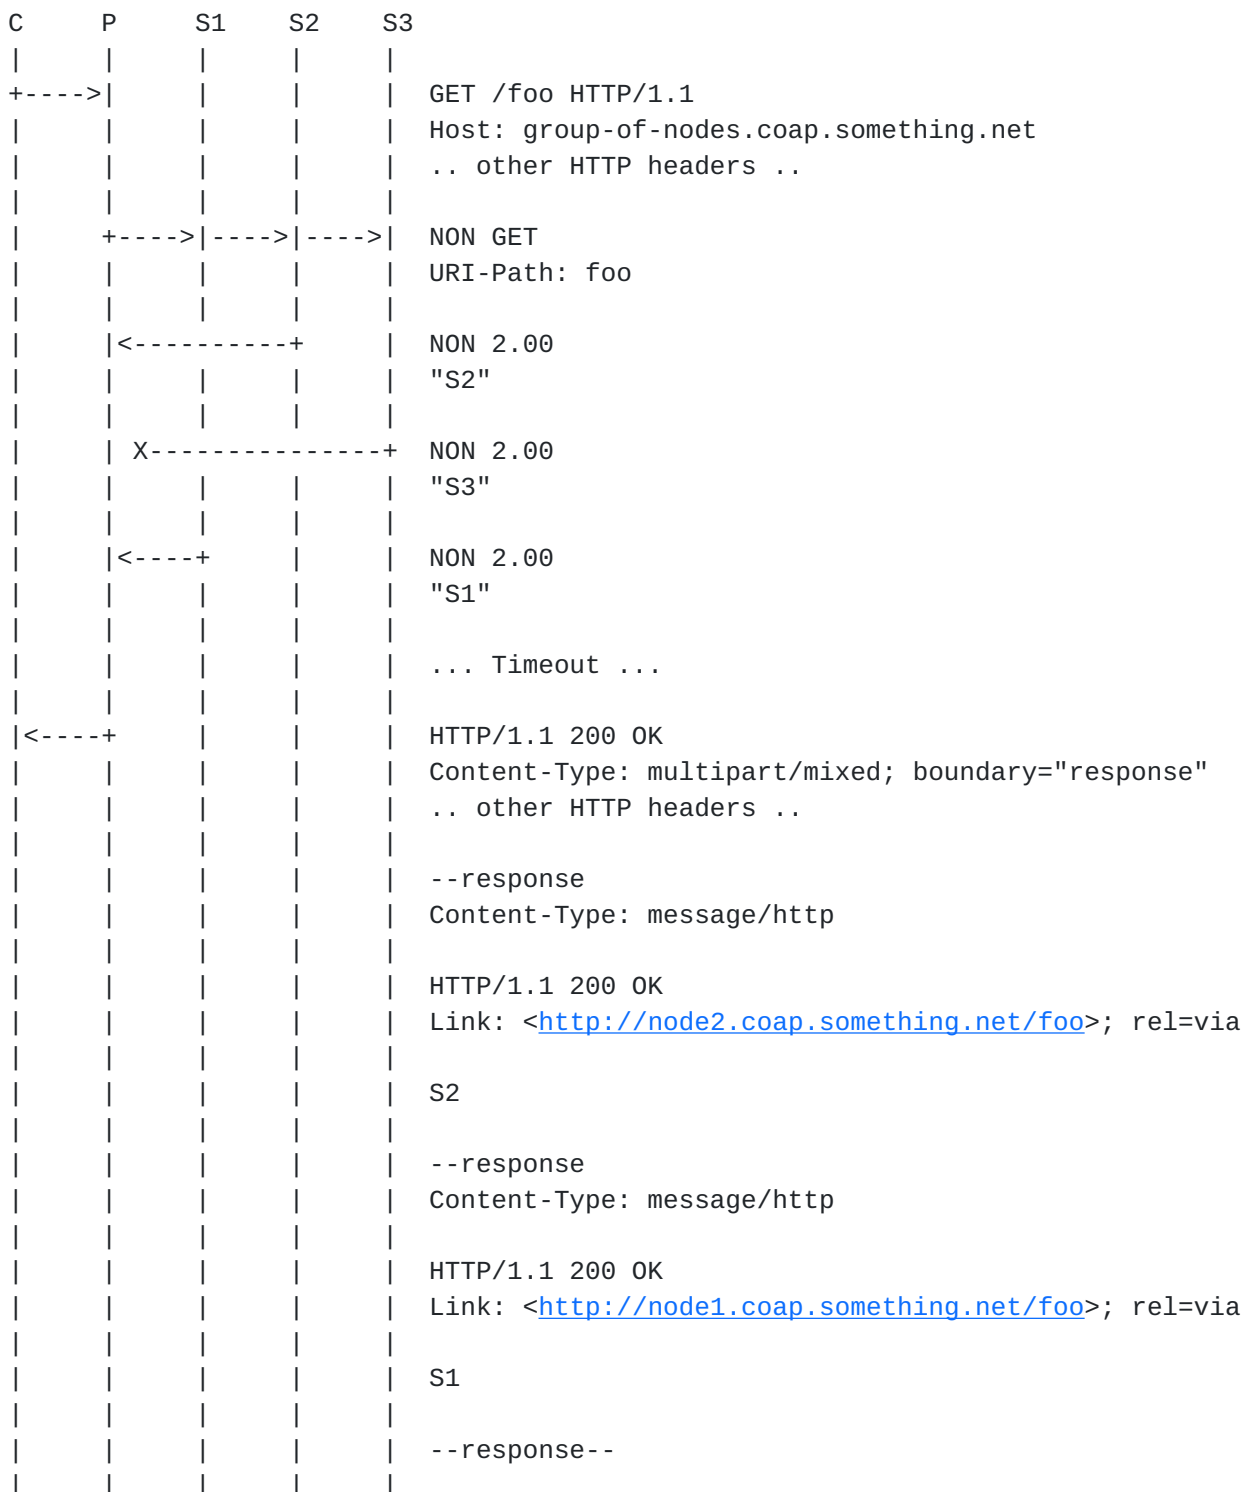 C     P     S1    S2    S3
|     |     |     |     |
+---->|     |     |     |  GET /foo HTTP/1.1
|     |     |     |     |  Host: group-of-nodes.coap.something.net
|     |     |     |     |  .. other HTTP headers ..
|     |     |     |     |
|     +---->|---->|---->|  NON GET
|     |     |     |     |  URI-Path: foo
|     |     |     |     |
|     |<----------+     |  NON 2.00
|     |     |     |     |  "S2"
|     |     |     |     |
|     | X---------------+  NON 2.00
|     |     |     |     |  "S3"
|     |     |     |     |
|     |<----+     |     |  NON 2.00
|     |     |     |     |  "S1"
|     |     |     |     |
|     |     |     |     |  ... Timeout ...
|     |     |     |     |
|<----+     |     |     |  HTTP/1.1 200 OK
|     |     |     |     |  Content-Type: multipart/mixed; boundary="response"
|     |     |     |     |  .. other HTTP headers ..
|     |     |     |     |
|     |     |     |     |  --response
|     |     |     |     |  Content-Type: message/http
|     |     |     |     |
|     |     |     |     |  HTTP/1.1 200 OK
|     |     |     |     |  Link: <http://node2.coap.something.net/foo>; rel=via
|     |     |     |     |
|     |     |     |     |  S2
|     |     |     |     |
|     |     |     |     |  --response
|     |     |     |     |  Content-Type: message/http
|     |     |     |     |
|     |     |     |     |  HTTP/1.1 200 OK
|     |     |     |     |  Link: <http://node1.coap.something.net/foo>; rel=via
|     |     |     |     |
|     |     |     |     |  S1
|     |     |     |     |
|     |     |     |     |  --response--
|     |     |     |     |